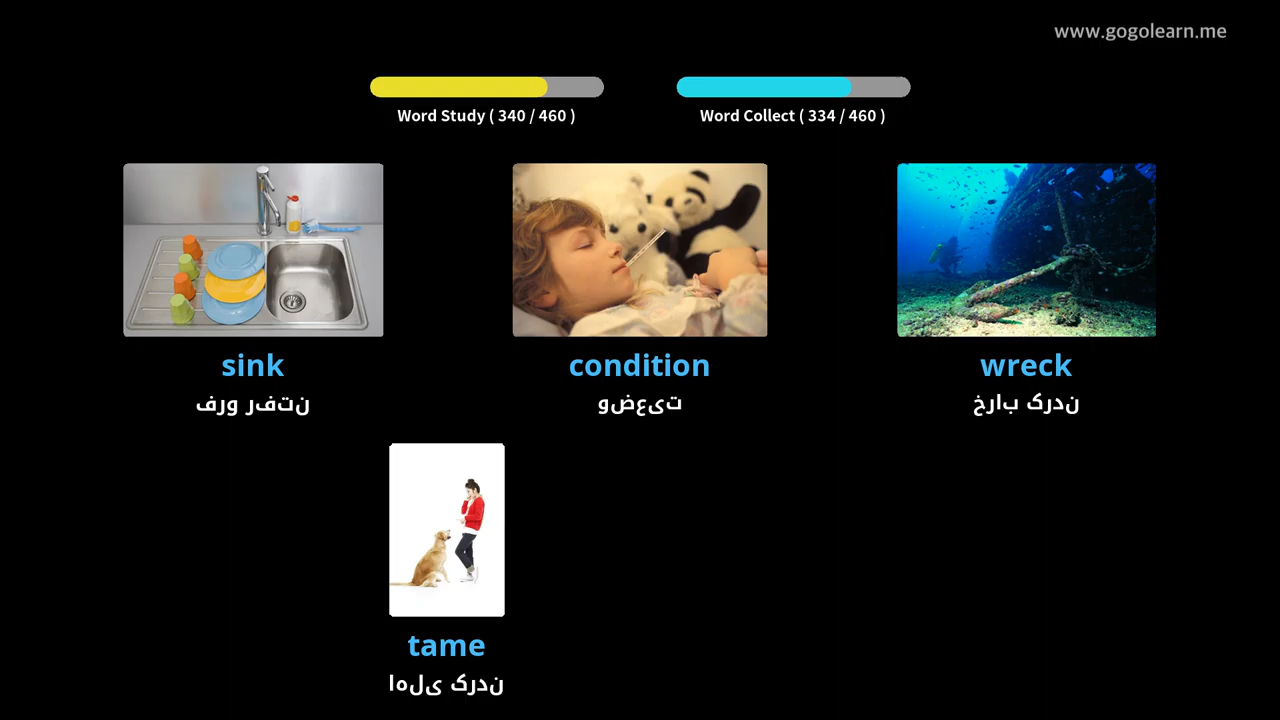 www.gogolearn.me
Word Study ( 340 / 460 )
Word Collect ( 334 / 460 )
sink
نتفر ورف
condition
تیعضو
wreck
ندرک بارخ
tame
ندرک یلها